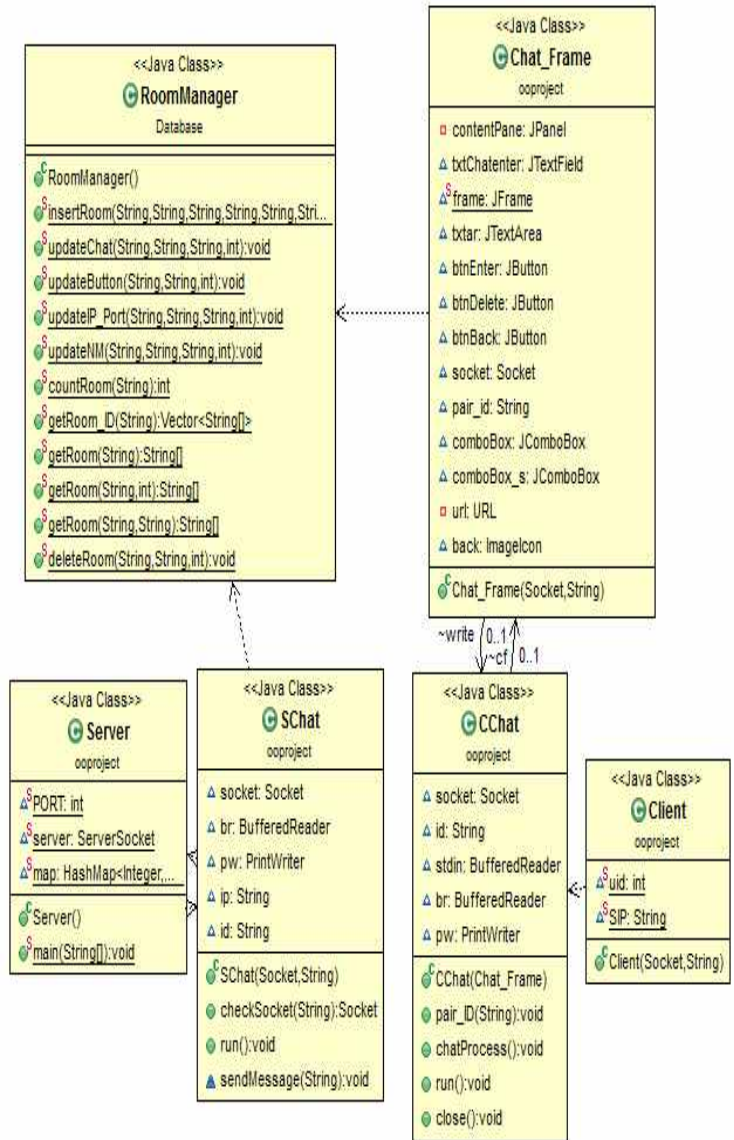 <<Java Class>>
RoomManager
Database
RoomManager()
insertRoom(String,String,String,String,String,Stri...
updateChat(String,String,String,int):void
updateButton(String,String,int):void
updateIP_Port(String,String,String,int):void
updateNM(String,String,String,int):void
countRoom(String):int
getRoom_ID(String):Vector<String[]>
getRoom(String):String[]
getRoom(String,int):String[]
getRoom(String,String):String[]
deleteRoom(String,String,int):void
<<Java Class>>
Chat_Frame
ooproject
contentPane: JPanel
txtChatenter: JTextField
frame: JFrame
txtar: JTextArea
btnEnter: JButton
btnDelete: JButton
btnBack: JButton
socket: Socket
pair_id: String
comboBox: JComboBox
comboBox_s: JComboBox
url: URL
back: ImageIcon
Chat_Frame(Socket,String)
~write 0..1
~cf 0..1
<<Java Class>>
Server
ooproject
PORT: int
server: ServerSocket
map: HashMap<Integer,...
Server()
main(String[]):void
<<Java Class>>
SChat
ooproject
socket: Socket
br: BufferedReader
pw: PrintWriter
ip: String
id: String
SChat(Socket,String)
checkSocket(String):Socket
run():void
sendMessage(String):void
<<Java Class>>
CChat
ooproject
socket: Socket
id: String
stdin: BufferedReader
br: BufferedReader
pw: PrintWriter
CChat(Chat_Frame)
pair_ID(String):void
chatProcess():void
run():void
close():void
<<Java Class>>
Client
ooproject
uid: int
SIP: String
Client(Socket,String)